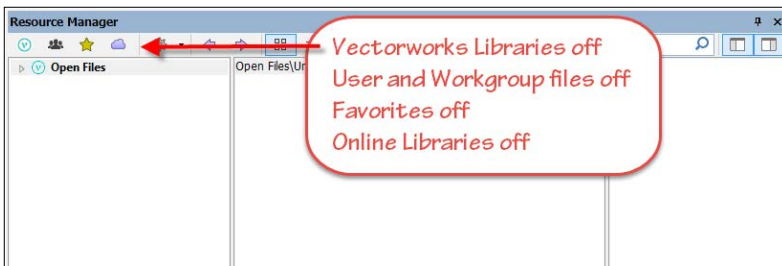 Resource Manager
Open Files
Open Files\Un
Vectorworks Libraries off
User and Workgroup files off
Favorites off
Online Libraries off